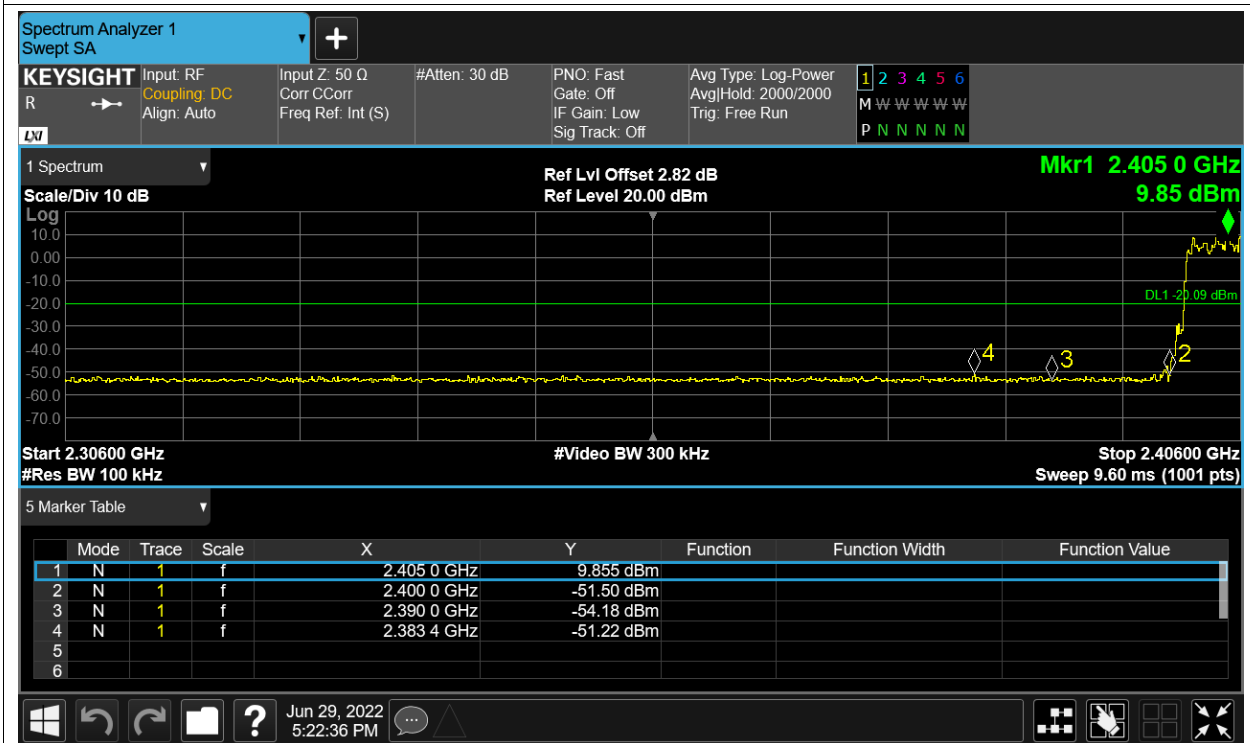 Spectrum Analyzer 1
Swept SA
KEYSIGHT Input: RF Input Z: 50 Ω #Atten: 30 dB PNO: Fast Avg Type: Log-Power 1 2 3 4 5 6
R Coupling: DC Corr CCorr Gate: Off Avg|Hold: 2000/2000 M W W W W W
Align: Auto Freq Ref: Int (S) IF Gain: Low Trig: Free Run
LXI Sig Track: Off P N N N N N
1 Spectrum Ref Lvl Offset 2.82 dB Mkr1 2.405 0 GHz
Scale/Div 10 dB Ref Level 20.00 dBm 9.85 dBm
Log
10.0
0.00
-10.0
-20.0 DL1 -20.09 dBm
-30.0
-40.0 4 3 2
-50.0
-60.0
-70.0
Start 2.30600 GHz #Video BW 300 kHz Stop 2.40600 GHz
#Res BW 100 kHz Sweep 9.60 ms (1001 pts)
5 Marker Table
Mode Trace Scale X Y Function Function Width Function Value
1 N 1 f 2.405 0 GHz 9.855 dBm
2 N 1 f 2.400 0 GHz -51.50 dBm
3 N 1 f 2.390 0 GHz -54.18 dBm
4 N 1 f 2.383 4 GHz -51.22 dBm
5
6
? Jun 29, 2022
5:22:36 PM